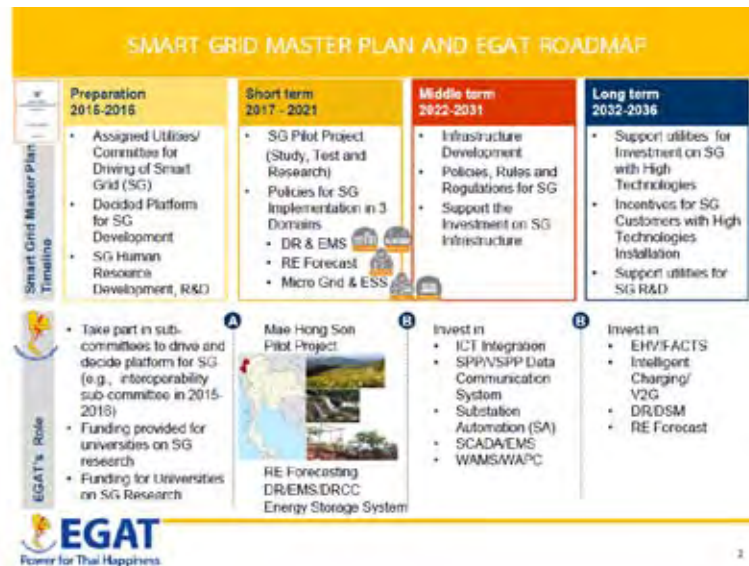 SMART GRID MASTER PLAN AND EGAT ROADMAP
Smart Grid Master Plan
Timeline
Preparation
2015-2016
• Assigned Utilities/
Committee for
Driving of Smart
Grid (SG)
• Decided Platform
for SG
Development
• SG Human
Resource
Development, R&D
Short term
2017 - 2021
• SG Pilot Project
(Study, Test and
Research)
• Policies for SG
Implementation in 3
Domains
• DR & EMS
• RE Forecast
• Micro Grid & ESS
Middle term
2022-2031
• Infrastructure
Development
• Policies, Rules and
Regulations for SG
• Support the
Investment on SG
Infrastructure
Long term
2032-2036
• Support utilities for
Investment on SG
with High
Technologies
• Incentives for SG
Customers with High
Technologies
Installation
• Support utilities for
SG R&D
EGAT's Role
• Take part in sub-
committees to drive and
decide platform for SG
(e.g., interoperability
sub-committee in 2015-
2016)
• Funding provided for
universities on SG
research
• Funding for Universities
on SG Research
A
Mae Hong Son
Pilot Project
RE Forecasting
DR/EMS/DRCC
Energy Storage System
B
Invest in
• ICT Integration
• SPP/VSPP Data
Communication
System
• Substation
Automation (SA)
• SCADA/EMS
• WAMS/WAPC
B
Invest in
• EHV/FACTS
• Intelligent
Charging/
V2G
• DR/DSM
• RE Forecast
EGAT
Power for Thai Happiness